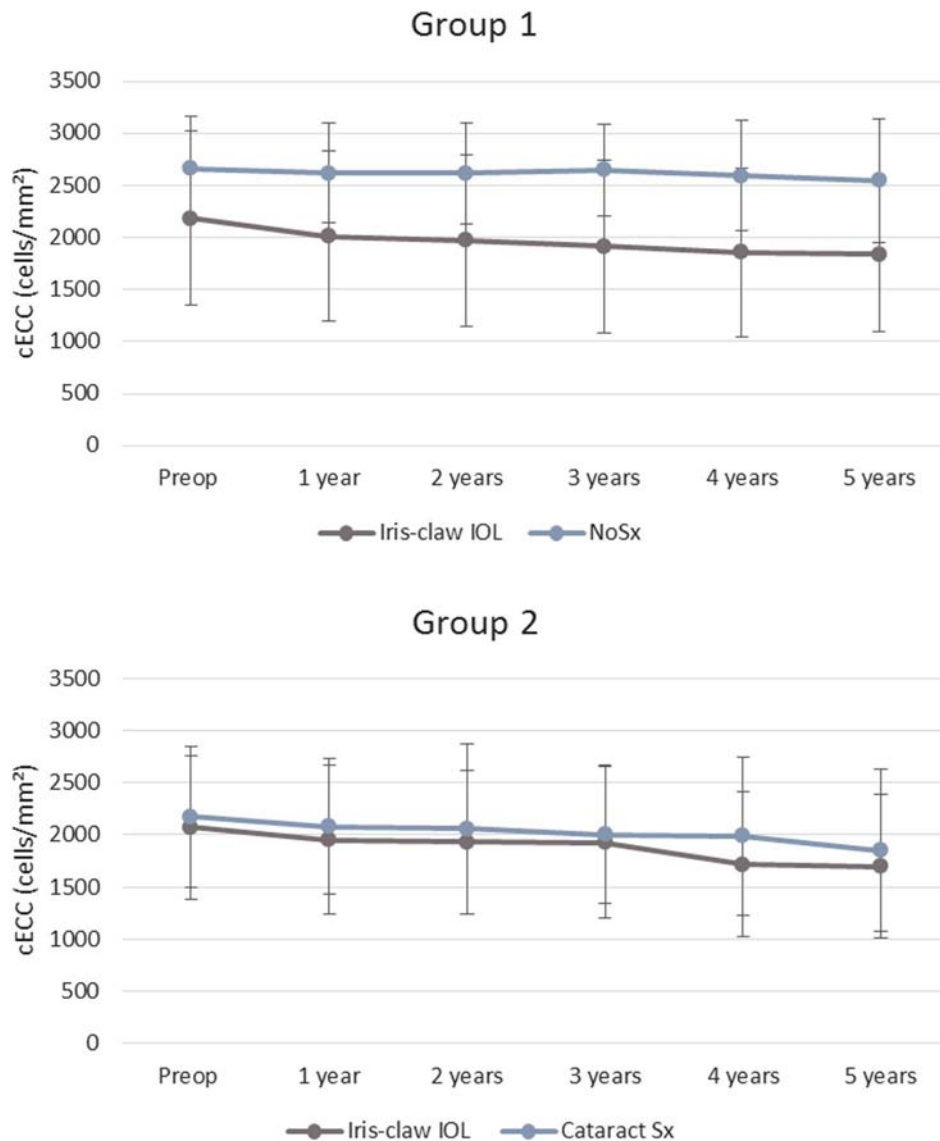 Group 1
3500
3000
2500
2000
1500
1000
500
0
cECC (cells/mm²)
Preop 1 year 2 years 3 years 4 years 5 years
Iris-claw IOL NoSx
Group 2
3500
3000
2500
2000
1500
1000
500
0
cECC (cells/mm²)
Preop 1 year 2 years 3 years 4 years 5 years
Iris-claw IOL Cataract Sx